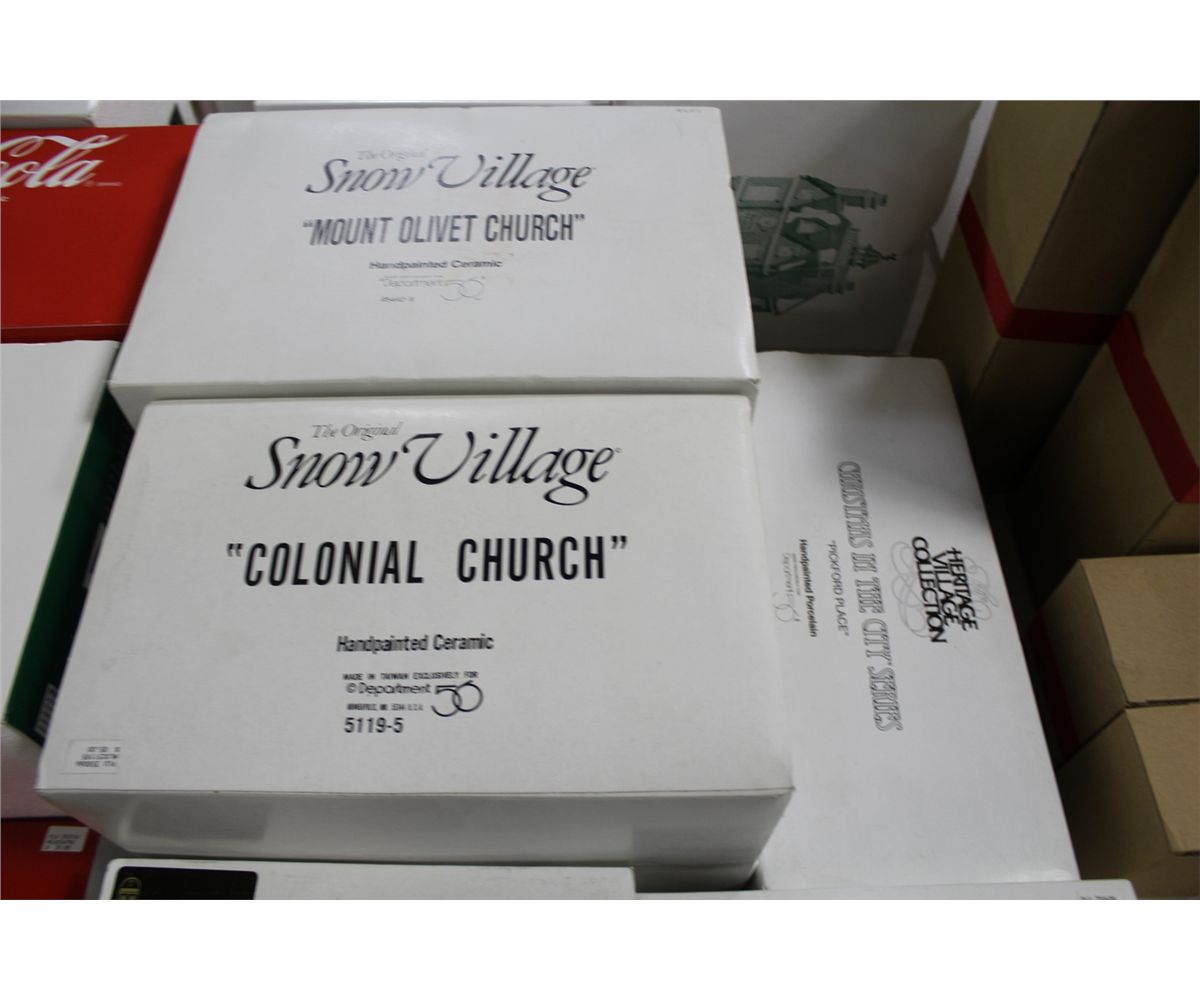 The Original
Snow Village
"MOUNT OLIVET CHURCH"
Handpainted Ceramic
Department 56
The Original
Snow Village
"COLONIAL CHURCH"
Handpainted Ceramic
MADE IN TAIWAN EXCLUSIVELY FOR
© Department 56
5119-5
HERITAGE
VILLAGE
COLLECTION
CHRISTMAS IN THE CITY SERIES
"PICKFORD PLACE"
Handpainted Porcelain
Department 56